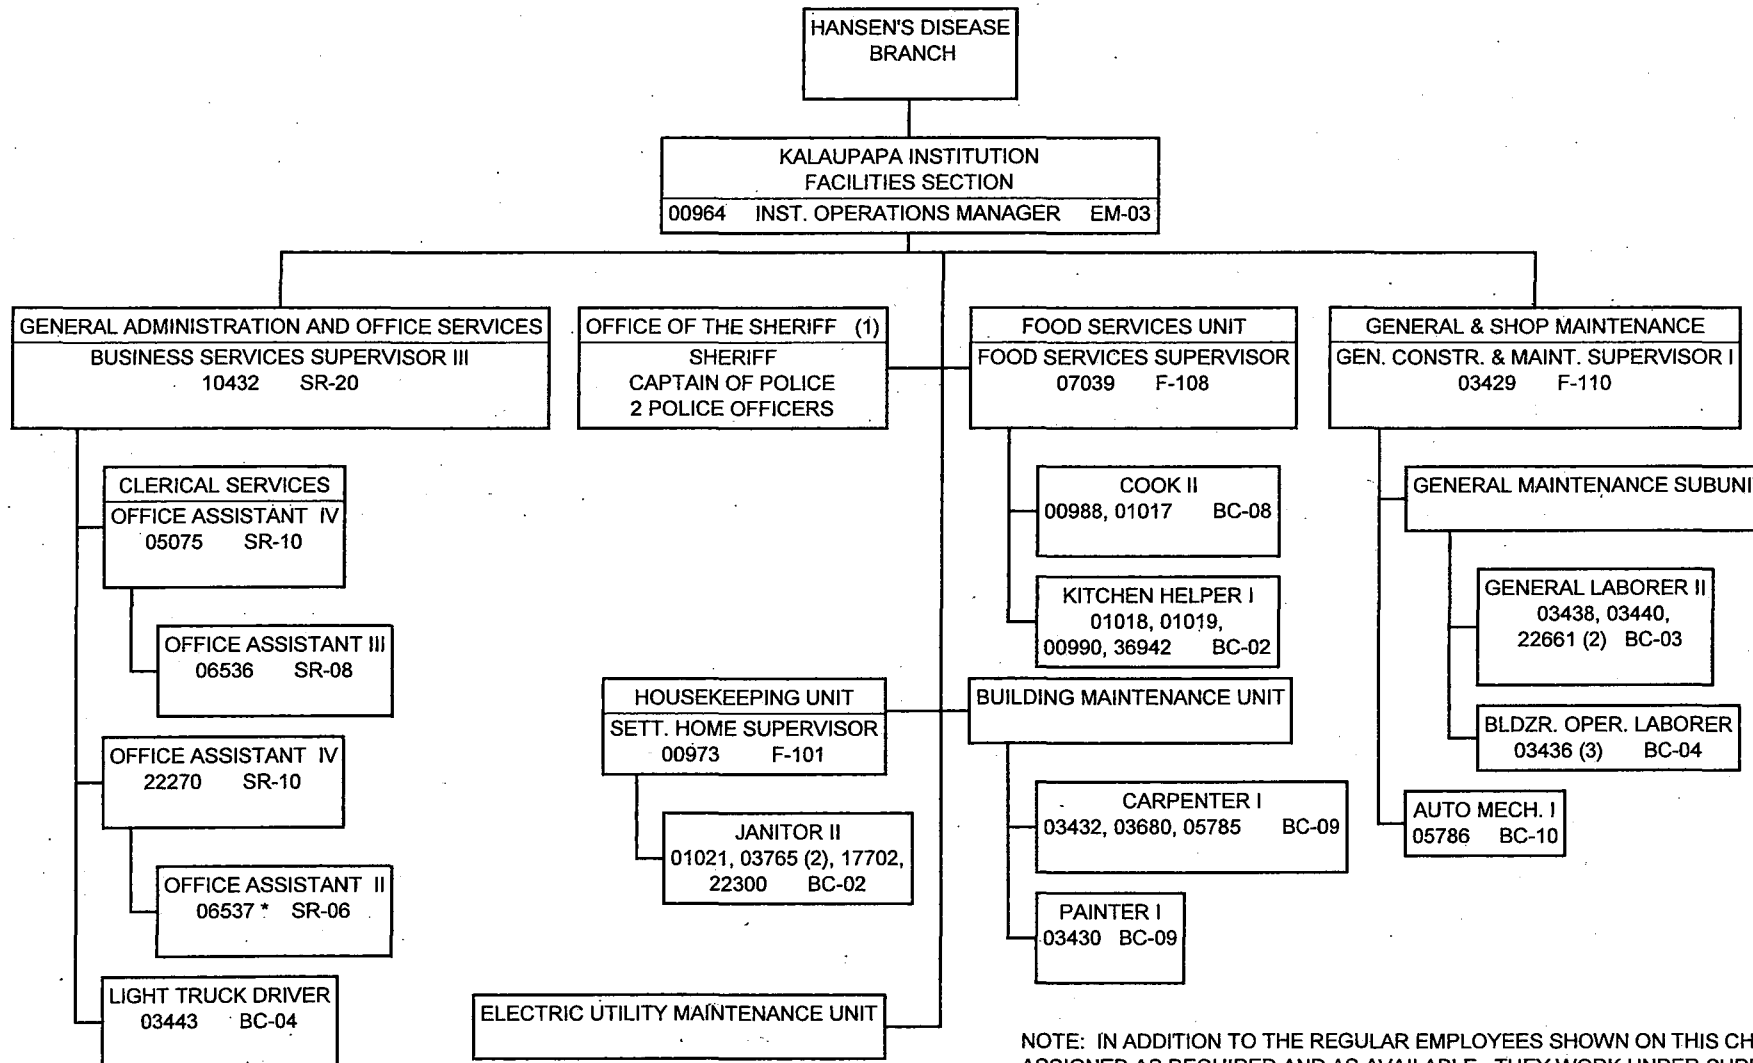 HANSEN'S DISEASE
BRANCH
KALAUPAPA INSTITUTION
FACILITIES SECTION
00964 INST. OPERATIONS MANAGER EM-03
GENERAL ADMINISTRATION AND OFFICE SERVICES
BUSINESS SERVICES SUPERVISOR III
10432 SR-20
CLERICAL SERVICES
OFFICE ASSISTANT IV
05075 SR-10
OFFICE ASSISTANT III
06536 SR-08
OFFICE ASSISTANT IV
22270 SR-10
OFFICE ASSISTANT II
06537 * SR-06
LIGHT TRUCK DRIVER
03443 BC-04
OFFICE OF THE SHERIFF (1)
SHERIFF
CAPTAIN OF POLICE
2 POLICE OFFICERS
HOUSEKEEPING UNIT
SETT. HOME SUPERVISOR
00973 F-101
JANITOR II
01021, 03765 (2), 17702,
22300 BC-02
ELECTRIC UTILITY MAINTENANCE UNIT
FOOD SERVICES UNIT
FOOD SERVICES SUPERVISOR
07039 F-108
COOK II
00988, 01017 BC-08
KITCHEN HELPER I
01018, 01019,
00990, 36942 BC-02
BUILDING MAINTENANCE UNIT
CARPENTER I
03432, 03680, 05785 BC-09
PAINTER I
03430 BC-09
GENERAL & SHOP MAINTENANCE
GEN. CONSTR. & MAINT. SUPERVISOR I
03429 F-110
GENERAL MAINTENANCE SUBUNI
GENERAL LABORER II
03438, 03440,
22661 (2) BC-03
BLDZR. OPER. LABORER
03436 (3) BC-04
AUTO MECH. I
05786 BC-10
NOTE: IN ADDITION TO THE REGULAR EMPLOYEES SHOWN ON THIS CH